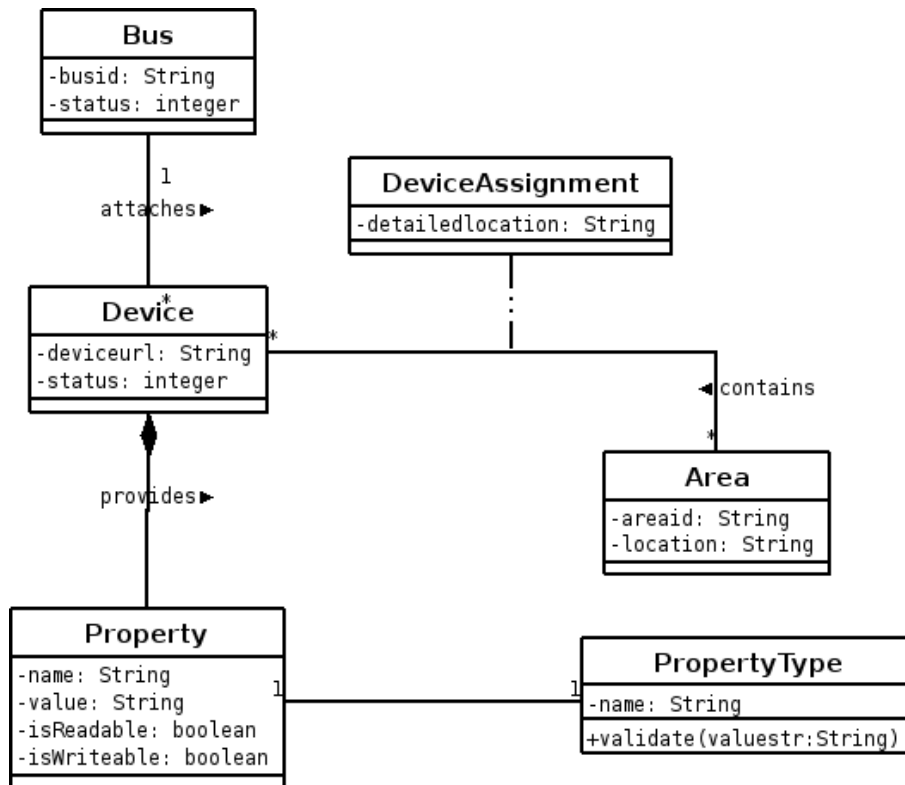 Bus
-busid: String
-status: integer
1
attaches►
DeviceAssignment
-detailedlocation: String
*
Device
-deviceurl: String
-status: integer
*
◄contains
*
provides►
Area
-areaid: String
-location: String
Property
-name: String
-value: String
-isReadable: boolean
-isWriteable: boolean
1
1
PropertyType
-name: String
+validate(valuestr:String)